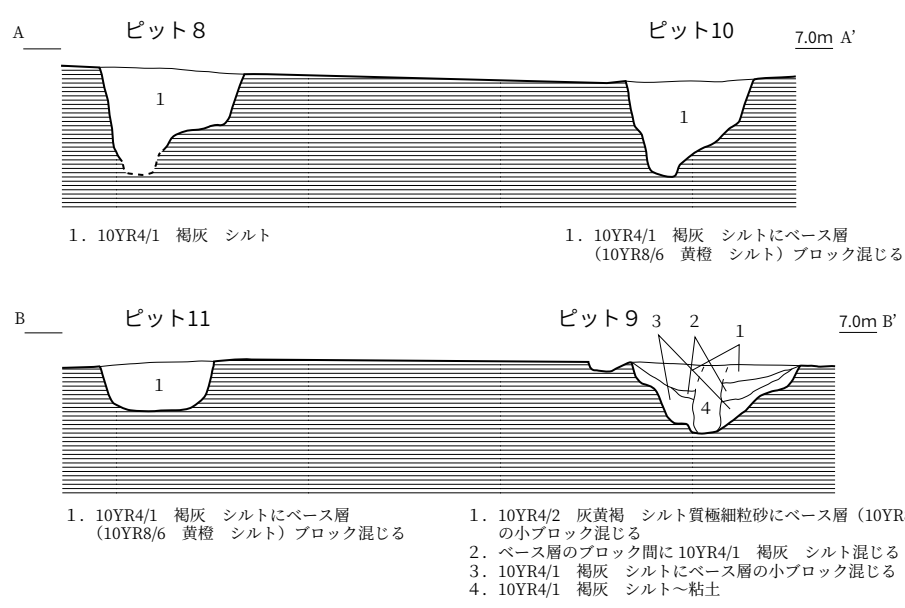 A
ピット８
ピット10
7.0m A’
1
1
１．10YR4/1　褐灰　シルト
１．10YR4/1　褐灰　シルトにベース層
（10YR8/6　黄橙　シルト）ブロック混じる
B
ピット11
ピット９
3
2
1
7.0m B’
1
4
１．10YR4/1　褐灰　シルトにベース層
（10YR8/6　黄橙　シルト）ブロック混じる
１．10YR4/2　灰黄褐　シルト質極細粒砂にベース層（10YR
の小ブロック混じる
２．ベース層のブロック間に 10YR4/1　褐灰　シルト混じる
３．10YR4/1　褐灰　シルトにベース層の小ブロック混じる
４．10YR4/1　褐灰　シルト～粘土